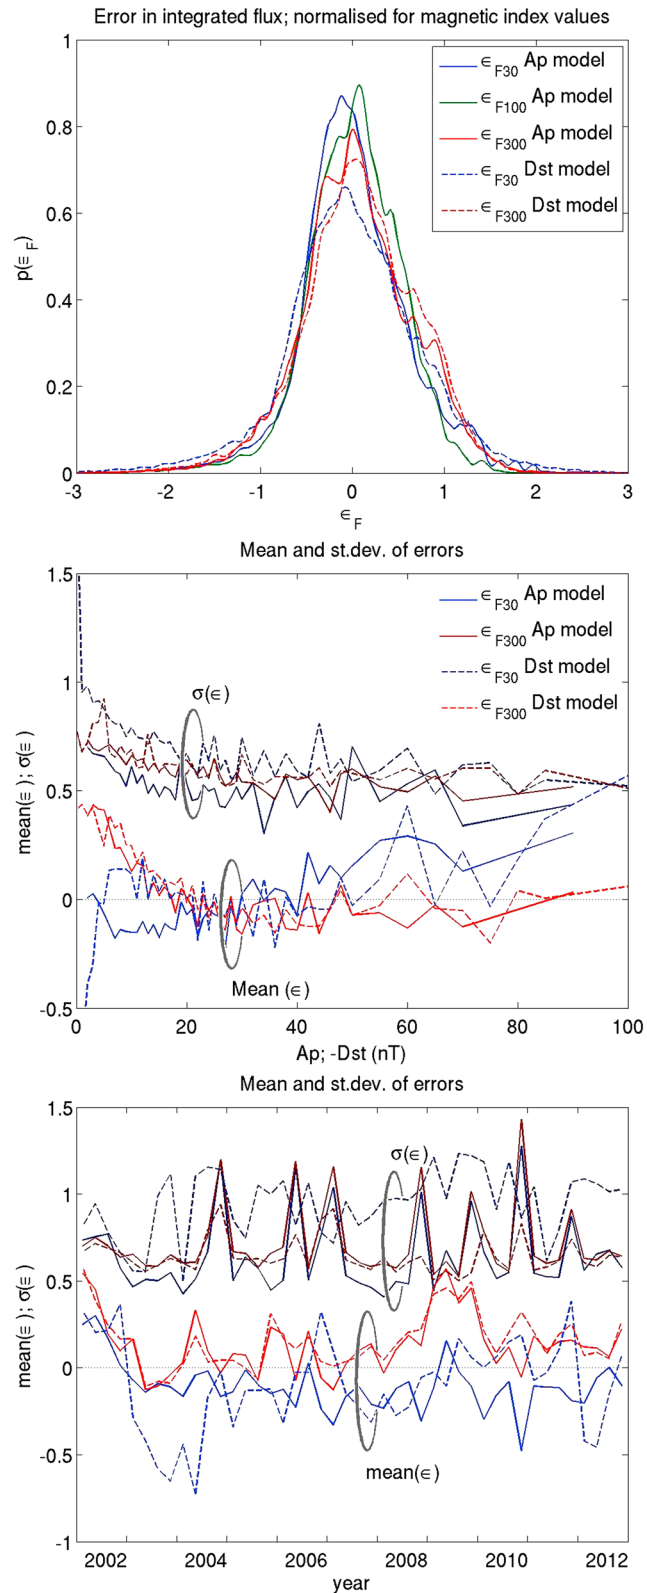 Error in integrated flux; normalised for magnetic index values
1
0.8
0.6
0.4
0.2
0
p(∈F)
∈F30 Ap model
∈F100 Ap model
∈F300 Ap model
∈F30 Dst model
∈F300 Dst model
-3 -2 -1 0 1 2 3
∈F
Mean and st.dev. of errors
1.5
1
0.5
0
-0.5
mean(∈); σ(∈)
∈F30 Ap model
∈F300 Ap model
∈F30 Dst model
∈F300 Dst model
σ(∈)
Mean (∈)
0 20 40 60 80 100
Ap; -Dst (nT)
Mean and st.dev. of errors
1.5
1
0.5
0
-0.5
-1
mean(∈); σ(∈)
σ(∈)
mean(∈)
2002 2004 2006 2008 2010 2012
year